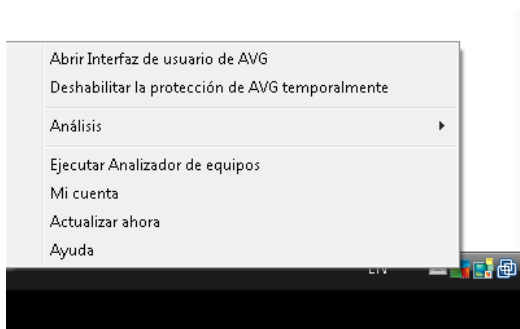 Abrir Interfaz de usuario de AVG
Deshabilitar la protección de AVG temporalmente
Análisis
Ejecutar Analizador de equipos
Mi cuenta
Actualizar ahora
Ayuda
EN